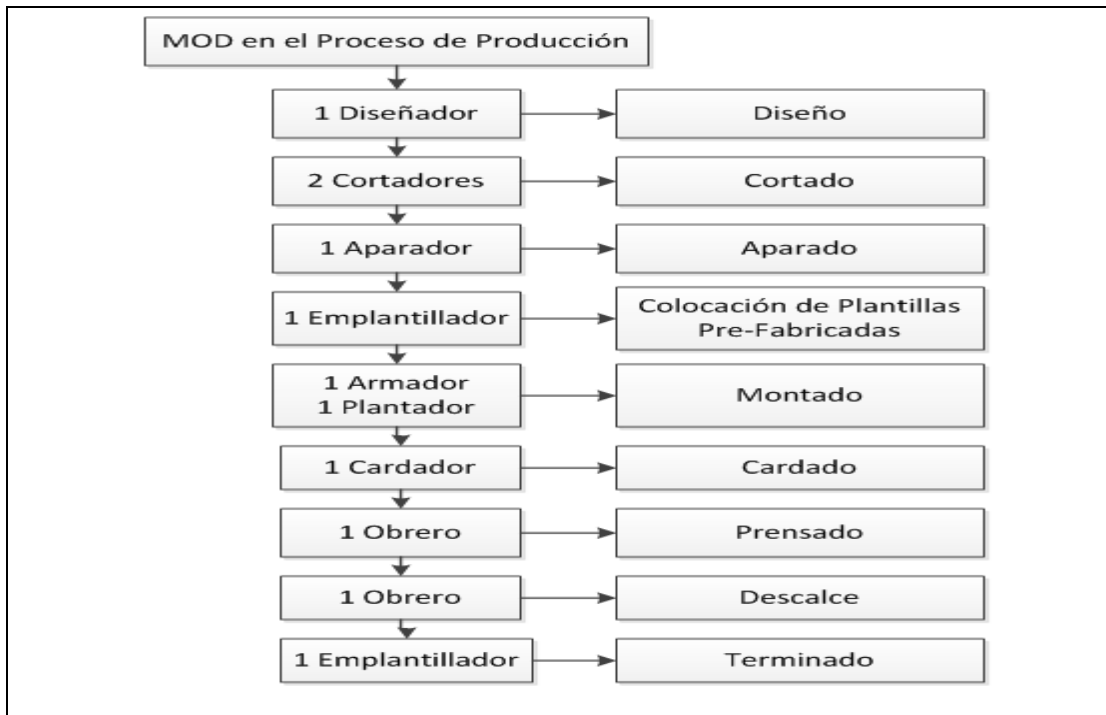 MOD en el Proceso de Producción
1 Diseñador
Diseño
2 Cortadores
Cortado
1 Aparador
Aparado
1 Emplantillador
Colocación de Plantillas
Pre-Fabricadas
1 Armador
1 Plantador
Montado
1 Cardador
Cardado
1 Obrero
Prensado
1 Obrero
Descalce
1 Emplantillador
Terminado